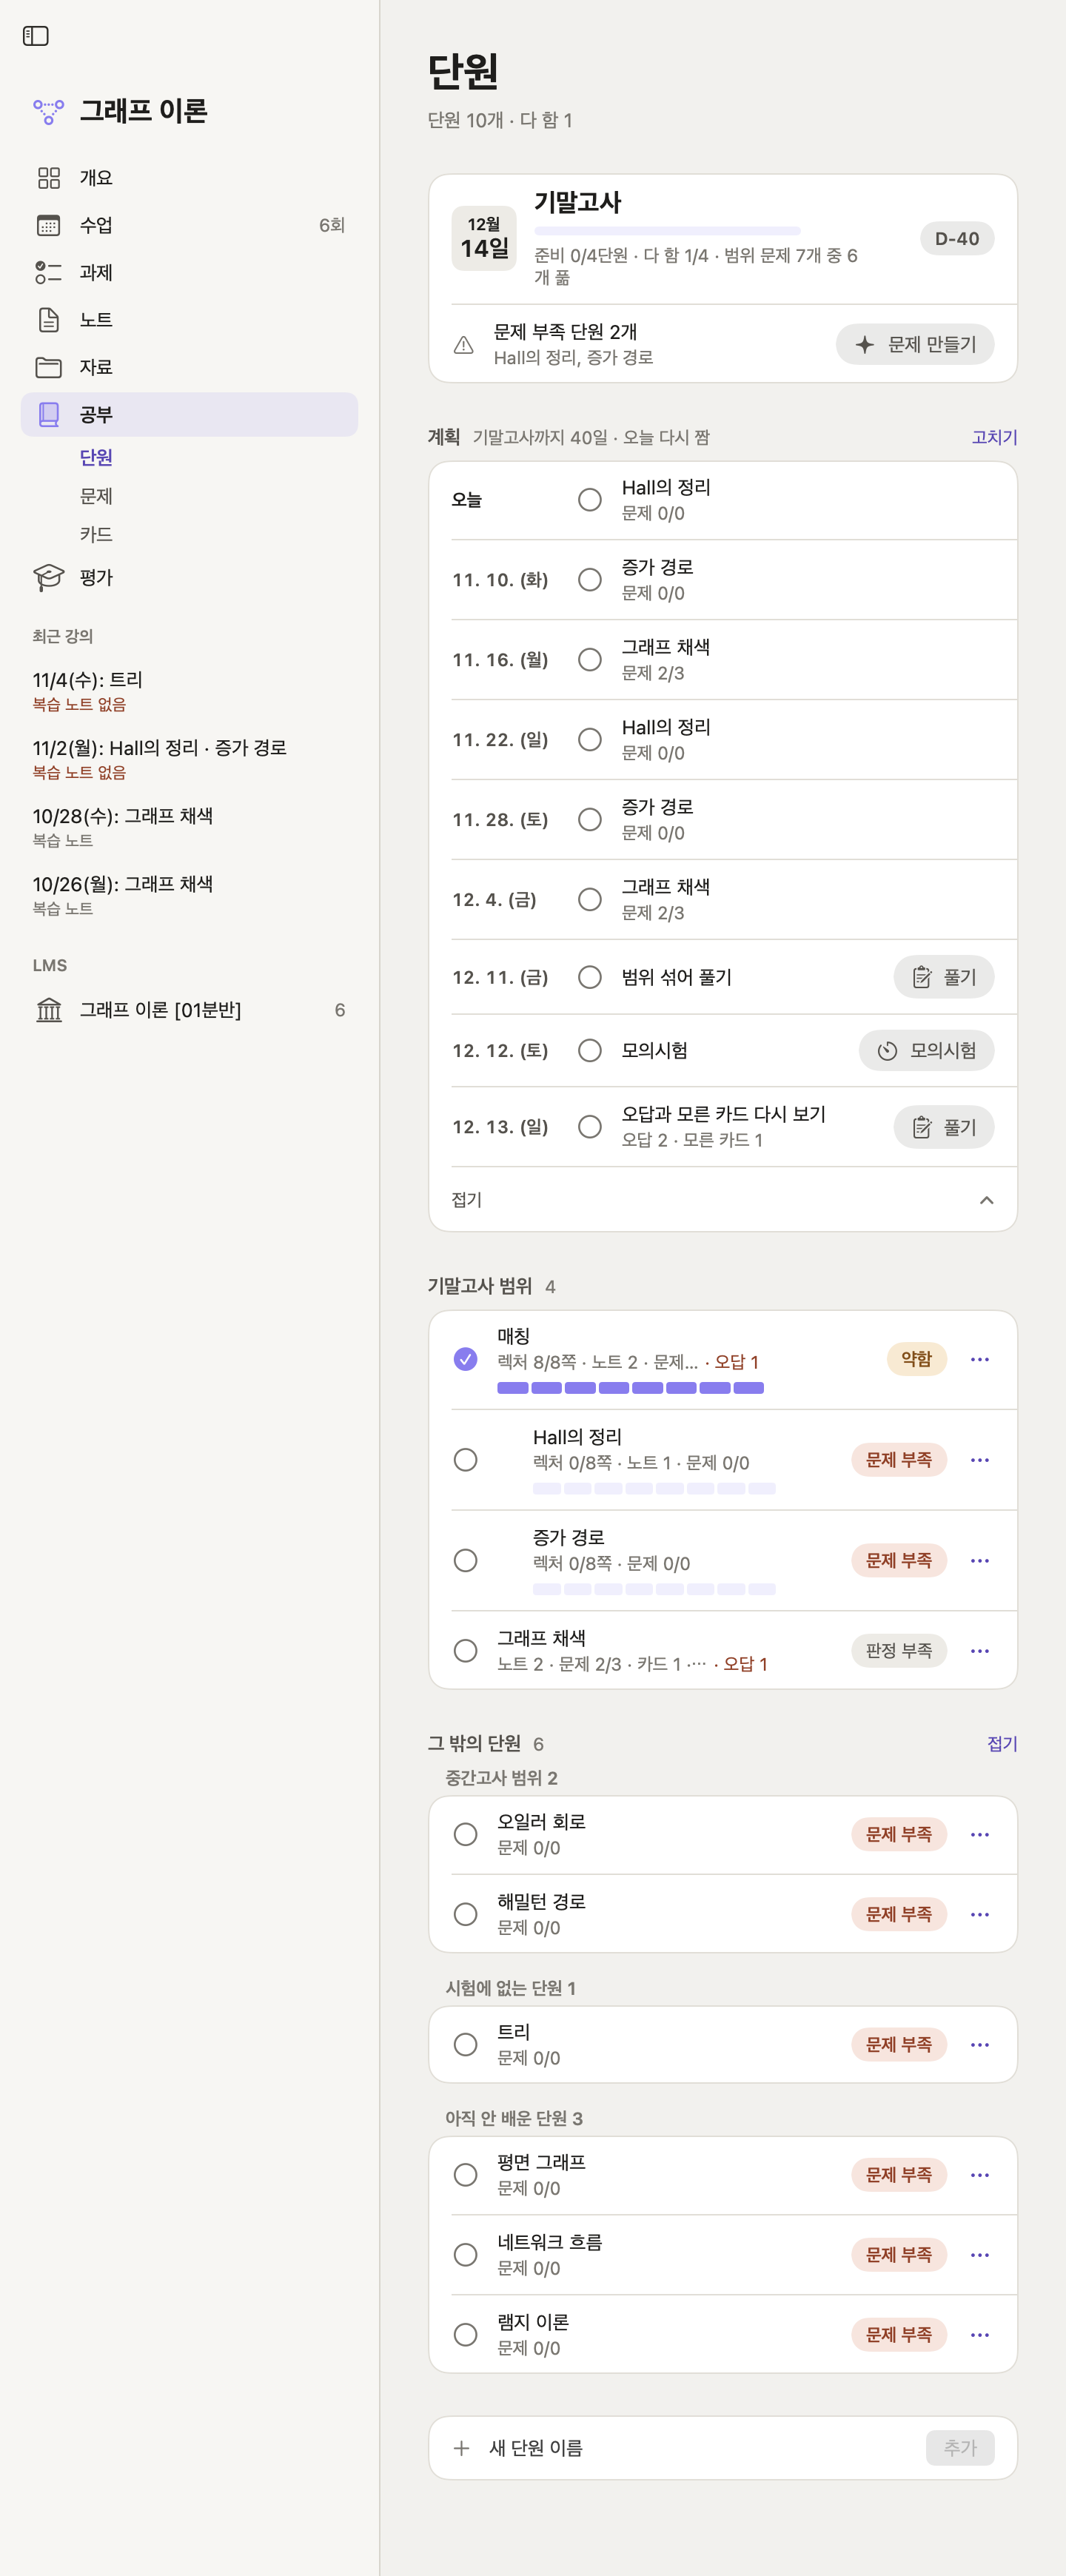 그래프 이론
개요
수업 6회
과제
노트
자료
공부
단원
문제
카드
평가
최근 강의
11/4(수): 트리
복습 노트 없음
11/2(월): Hall의 정리 · 증가 경로
복습 노트 없음
10/28(수): 그래프 채색
복습 노트
10/26(월): 그래프 채색
복습 노트
LMS
그래프 이론 [01분반] 6
단원
단원 10개 · 다 함 1
12월
14일
기말고사
준비 0/4단원 · 다 함 1/4 · 범위 문제 7개 중 6
개 풂
D-40
문제 부족 단원 2개
Hall의 정리, 증가 경로
문제 만들기
계획 기말고사까지 40일 · 오늘 다시 짬 고치기
오늘
Hall의 정리
문제 0/0
11. 10. (화)
증가 경로
문제 0/0
11. 16. (월)
그래프 채색
문제 2/3
11. 22. (일)
Hall의 정리
문제 0/0
11. 28. (토)
증가 경로
문제 0/0
12. 4. (금)
그래프 채색
문제 2/3
12. 11. (금) 범위 섞어 풀기 풀기
12. 12. (토) 모의시험 모의시험
12. 13. (일)
오답과 모른 카드 다시 보기
오답 2 · 모른 카드 1
풀기
접기
기말고사 범위 4
매칭
렉처 8/8쪽 · 노트 2 · 문제... · 오답 1
약함
Hall의 정리
렉처 0/8쪽 · 노트 1 · 문제 0/0
문제 부족
증가 경로
렉처 0/8쪽 · 문제 0/0
문제 부족
그래프 채색
노트 2 · 문제 2/3 · 카드 1 ·... · 오답 1
판정 부족
그 밖의 단원 6 접기
중간고사 범위 2
오일러 회로
문제 0/0
문제 부족
해밀턴 경로
문제 0/0
문제 부족
시험에 없는 단원 1
트리
문제 0/0
문제 부족
아직 안 배운 단원 3
평면 그래프
문제 0/0
문제 부족
네트워크 흐름
문제 0/0
문제 부족
램지 이론
문제 0/0
문제 부족
새 단원 이름 추가